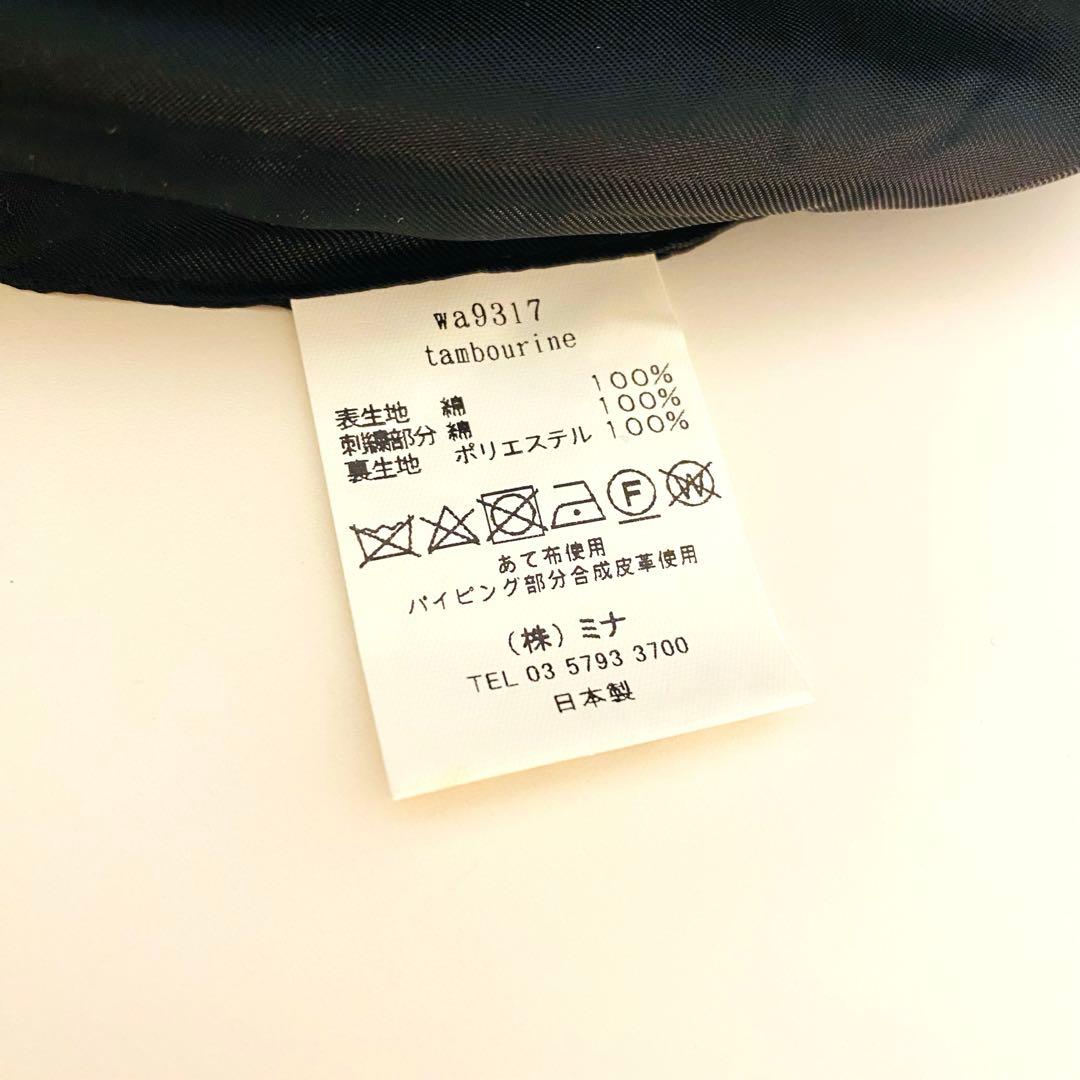 wa9317
tambourine
表生地 綿 100%
刺繍部分 綿 100%
裏生地 ポリエステル 100%
F W
あて布使用
パイピング部分合成皮革使用
(株)ミナ
TEL 03 5793 3700
日本製